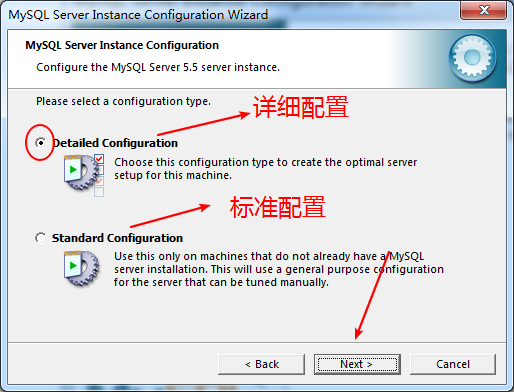 MySQL Server Instance Configuration Wizard
MySQL Server Instance Configuration
Configure the MySQL Server 5.5 server instance.
Please select a configuration type.
详细配置
Detailed Configuration
Choose this configuration type to create the optimal server
setup for this machine.
标准配置
Standard Configuration
Use this only on machines that do not already have a MySQL
server installation. This will use a general purpose configuration
for the server that can be tuned manually.
< Back
Next >
Cancel